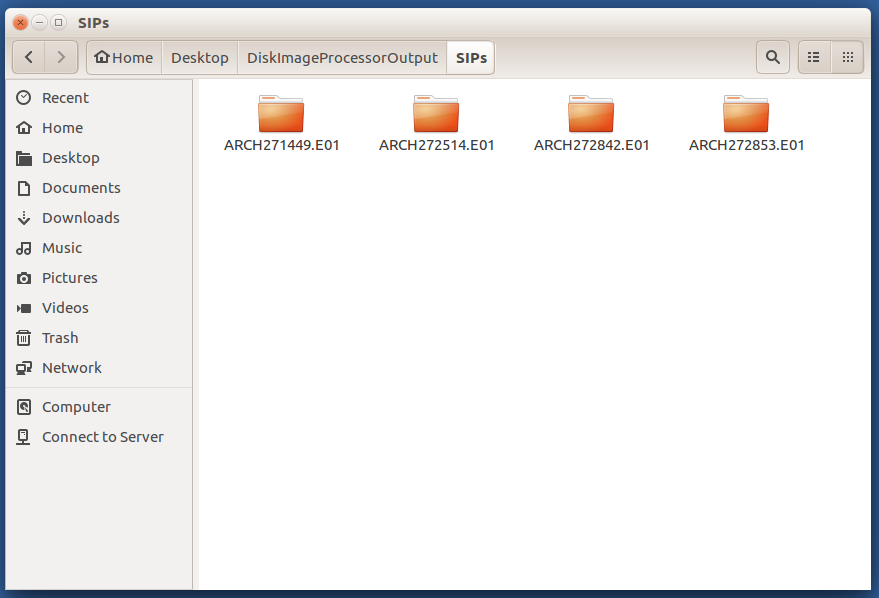 SIPs
Home Desktop DiskImageProcessorOutput SIPs
Recent
Home
Desktop
Documents
Downloads
Music
Pictures
Videos
Trash
Network
Computer
Connect to Server
ARCH271449.E01 ARCH272514.E01 ARCH272842.E01 ARCH272853.E01